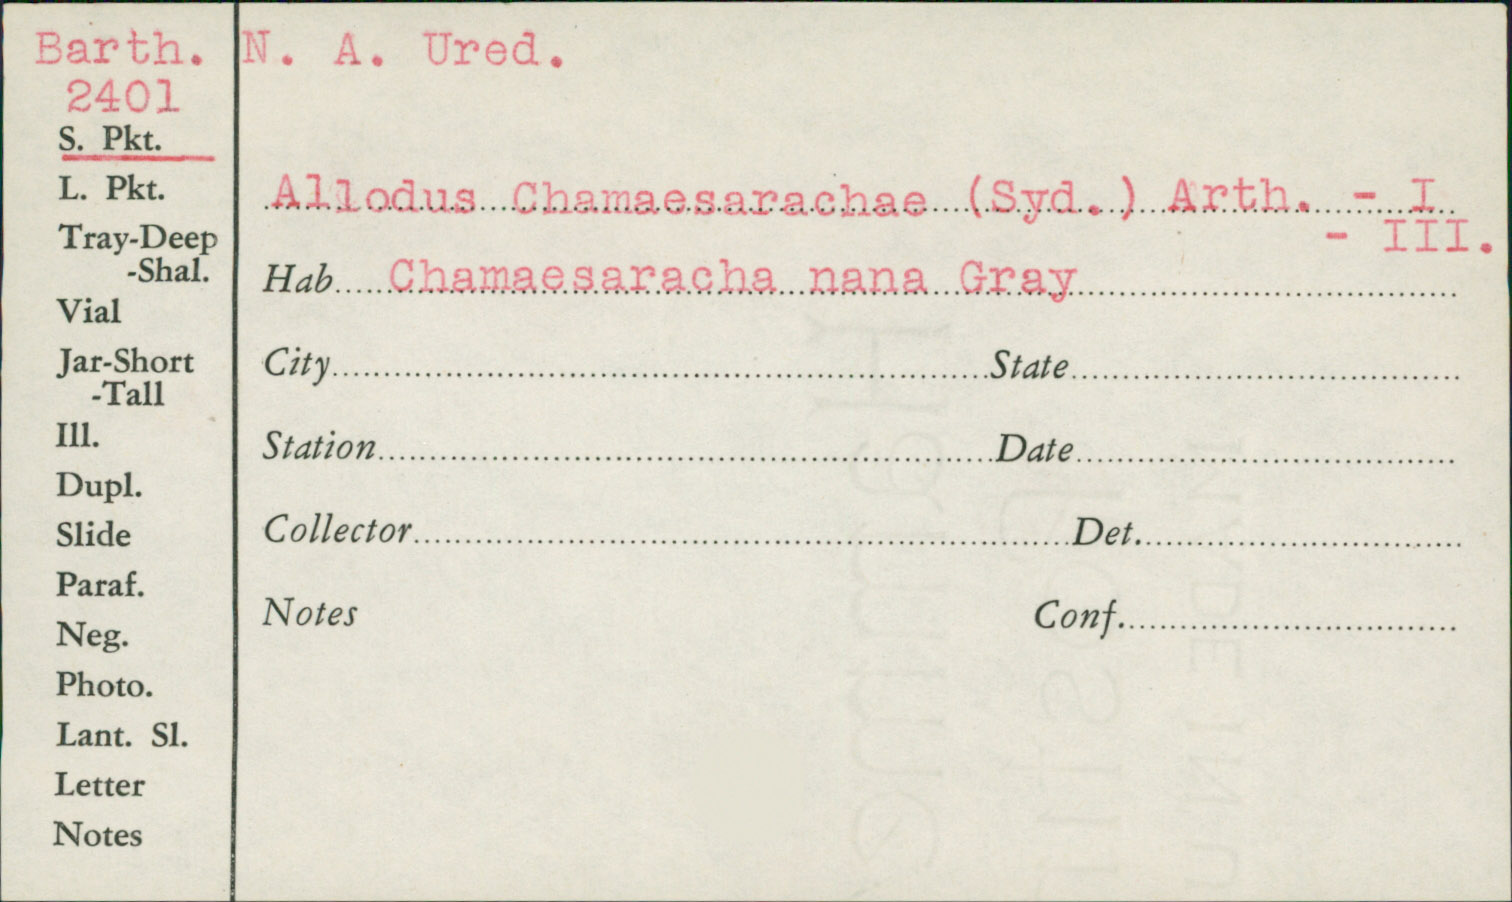 Barth. N. A. Ured.
2401
S. Pkt.
L. Pkt.
Tray-Deep
-Shal.
Vial
Jar-Short
-Tall
Ill.
Dupl.
Slide
Paraf.
Neg.
Photo.
Lant. Sl.
Letter
Notes
Allodus Chamaesarachae (Syd.) Arth. - I
- III.
Hab. Chamaesaracha nana Gray
City State
Station Date
Collector Det.
Notes Conf.